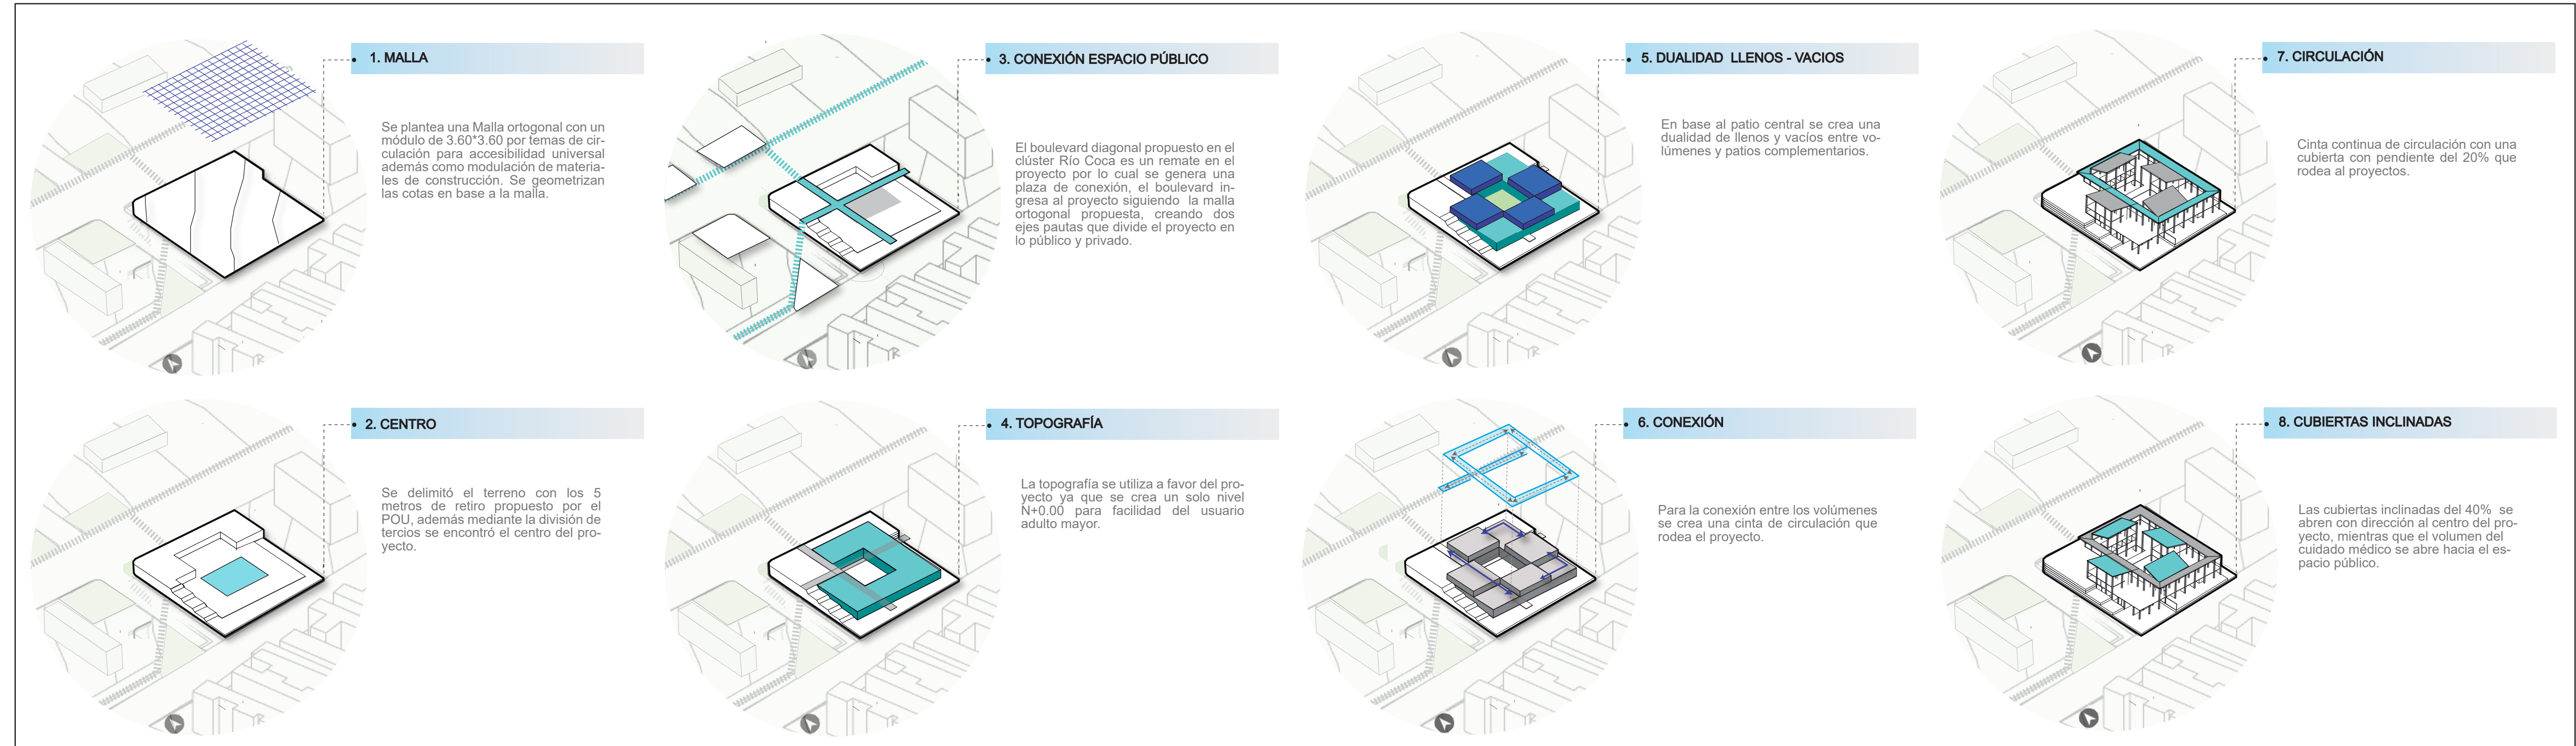 1. MALLA
Se plantea una Malla ortogonal con un
módulo de 3.60*3.60 por temas de cir-
culación para accesibilidad universal
además como modulación de materia-
les de construcción. Se geometrizan
las cotas en base a la malla.
2. CENTRO
Se delimitó el terreno con los 5
metros de retiro propuesto por el
POU, además mediante la división de
tercios se encontró el centro del pro-
yecto.
3. CONEXIÓN ESPACIO PÚBLICO
El boulevard diagonal propuesto en el
clúster Río Coca es un remate en el
proyecto por lo cual se genera una
plaza de conexión, el boulevard in-
gresa al proyecto siguiendo la malla
ortogonal propuesta, creando dos
ejes pautas que divide el proyecto en
lo público y privado.
4. TOPOGRAFÍA
La topografía se utiliza a favor del pro-
yecto ya que se crea un solo nivel
N+0.00 para facilidad del usuario
adulto mayor.
5. DUALIDAD LLENOS - VACIOS
En base al patio central se crea una
dualidad de llenos y vacíos entre vo-
lúmenes y patios complementarios.
6. CONEXIÓN
Para la conexión entre los volúmenes
se crea una cinta de circulación que
rodea el proyecto.
7. CIRCULACIÓN
Cinta continua de circulación con una
cubierta con pendiente del 20% que
rodea al proyectos.
8. CUBIERTAS INCLINADAS
Las cubiertas inclinadas del 40% se
abren con dirección al centro del pro-
yecto, mientras que el volumen del
cuidado médico se abre hacia el es-
pacio público.